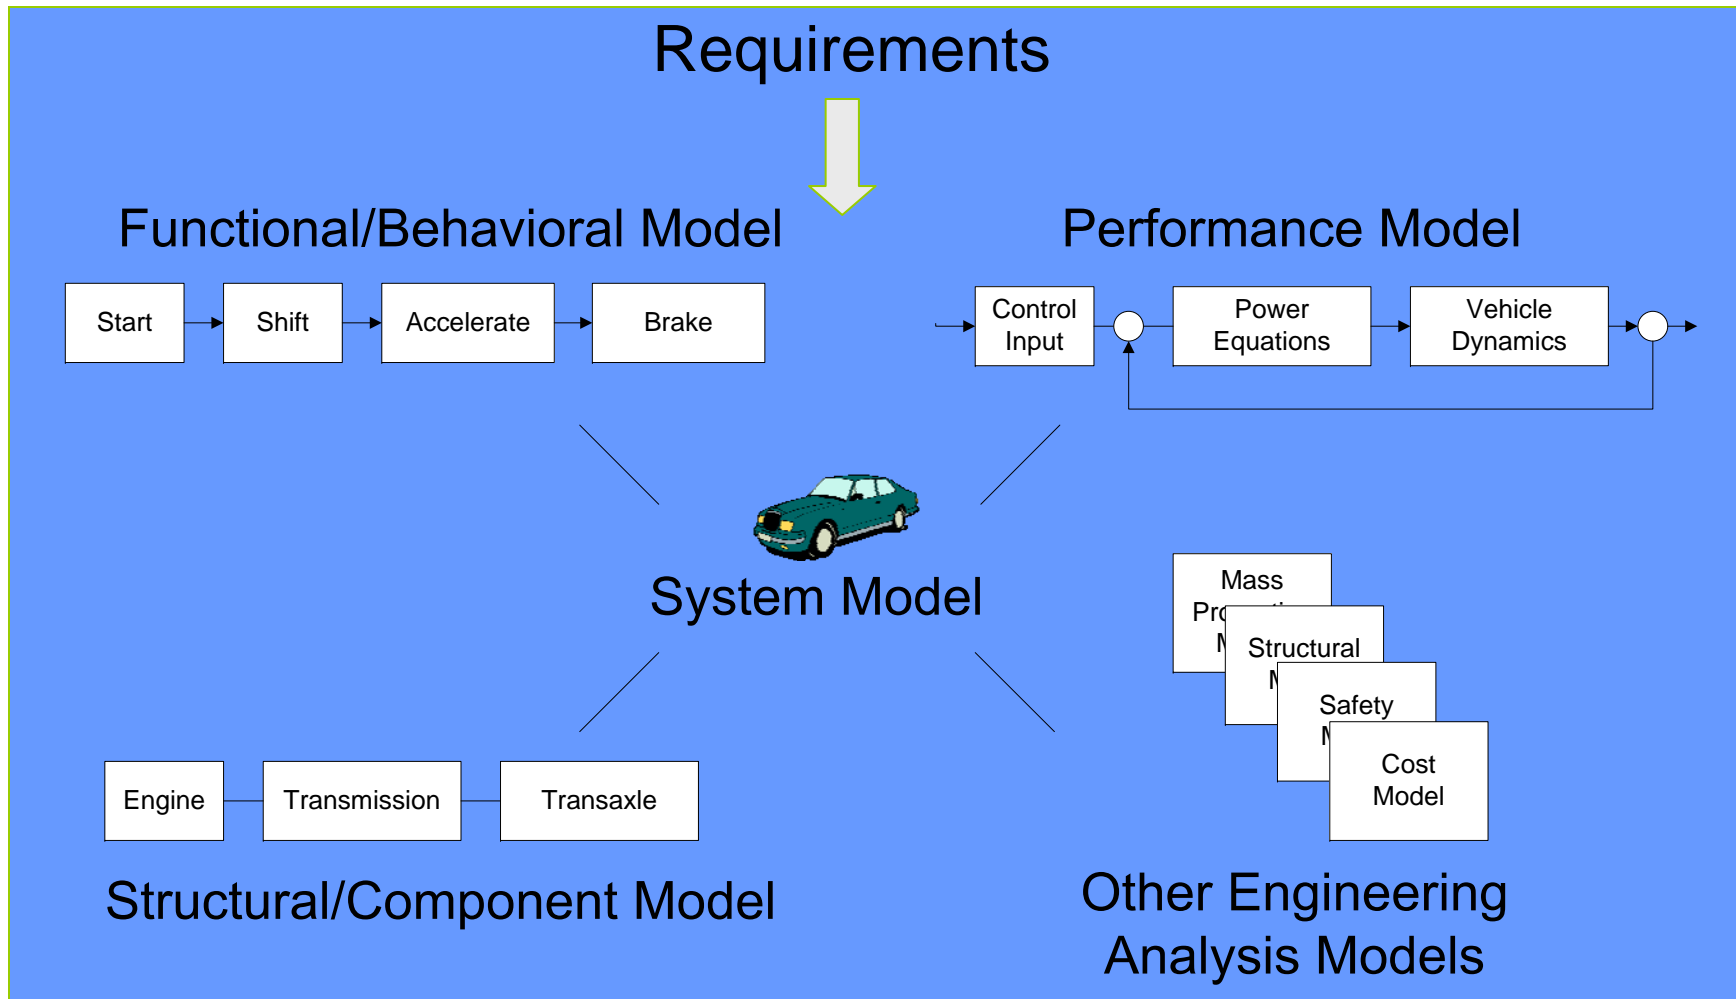 Requirements
Functional/Behavioral Model
Performance Model
Start
Shift
Accelerate
Brake
Control
Input
Power
Equations
Vehicle
Dynamics
System Model
Mass
Structural
Safety
Cost
Model
Engine
Transmission
Transaxle
Structural/Component Model
Other Engineering
Analysis Models